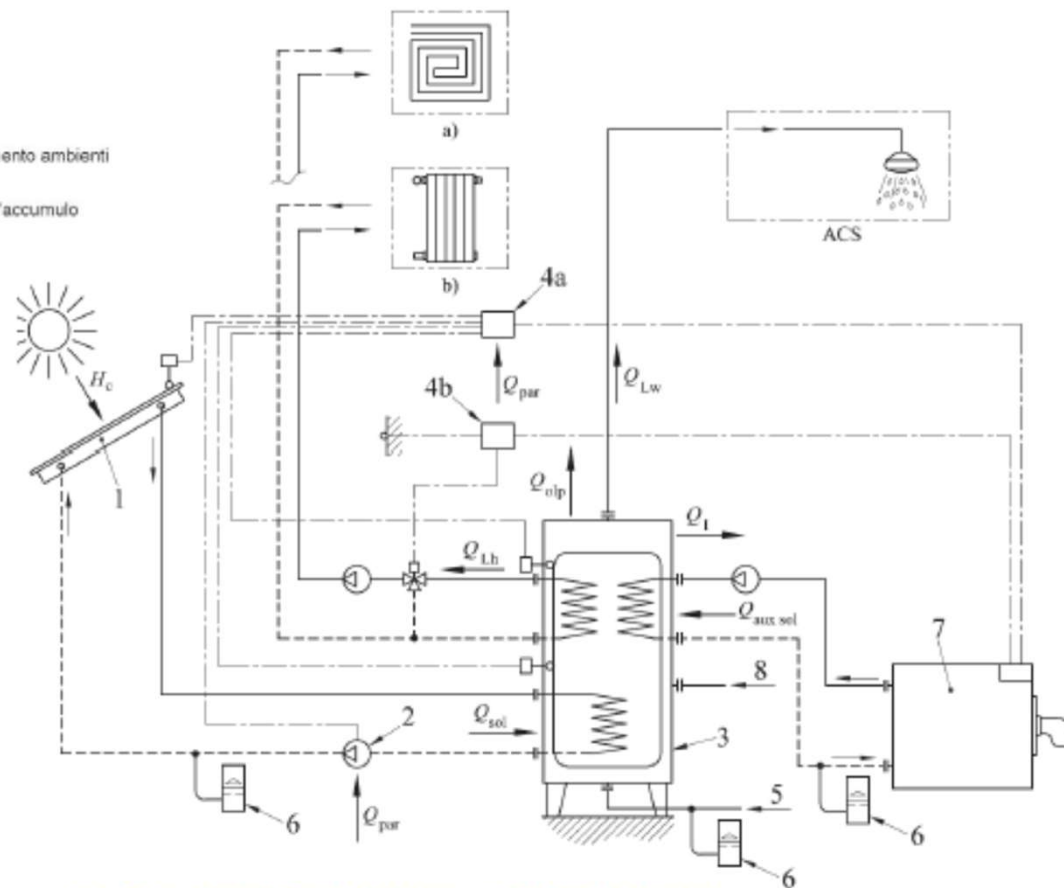 a)
ento ambienti
'accumulo
b)
ACS
4a
H_c
Q_par
Q_Lw
4b
1
Q_olp
Q_l
Q_Lh
Q_aux sol
7
8
Q_sol
2
3
5
6
Q_par
6
6